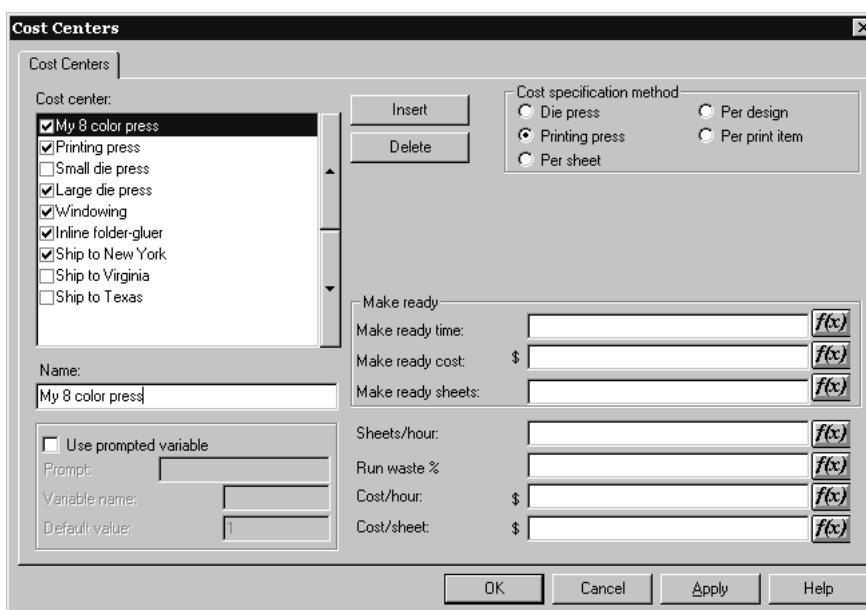 Cost Centers
Cost Centers
Cost center:
My 8 color press
Printing press
Small die press
Large die press
Windowing
Inline folder-gluer
Ship to New York
Ship to Virginia
Ship to Texas
Insert
Delete
Cost specification method
Die press
Per design
Printing press
Per print item
Per sheet
Name:
My 8 color press
Use prompted variable
Prompt:
Variable name:
Default value: 1
Make ready
Make ready time: f(x)
Make ready cost: $ f(x)
Make ready sheets: f(x)
Sheets/hour: f(x)
Run waste % f(x)
Cost/hour: $ f(x)
Cost/sheet: $ f(x)
OK Cancel Apply Help